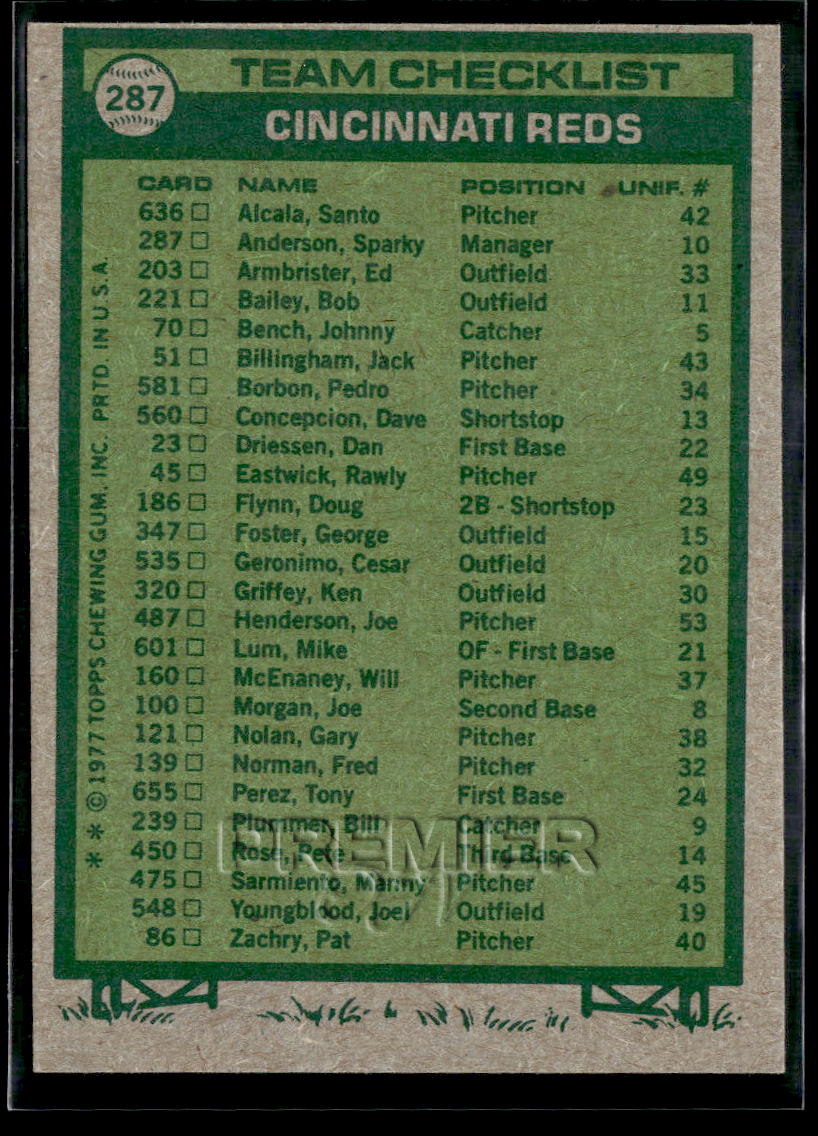 287
TEAM CHECKLIST
CINCINNATI REDS
CARD NAME POSITION UNIF. #
636 Alcala, Santo Pitcher 42
287 Anderson, Sparky Manager 10
203 Armbrister, Ed Outfield 33
221 Bailey, Bob Outfield 11
70 Bench, Johnny Catcher 5
51 Billingham, Jack Pitcher 43
581 Borbon, Pedro Pitcher 34
560 Concepcion, Dave Shortstop 13
23 Driessen, Dan First Base 22
45 Eastwick, Rawly Pitcher 49
186 Flynn, Doug 2B - Shortstop 23
347 Foster, George Outfield 15
535 Geronimo, Cesar Outfield 20
320 Griffey, Ken Outfield 30
487 Henderson, Joe Pitcher 53
601 Lum, Mike OF - First Base 21
160 McEnaney, Will Pitcher 37
100 Morgan, Joe Second Base 8
121 Nolan, Gary Pitcher 38
139 Norman, Fred Pitcher 32
655 Perez, Tony First Base 24
239 Plummer, Bill Catcher 9
450 Rose, Pete Third Base 14
475 Sarmiento, Manny Pitcher 45
548 Youngblood, Joel Outfield 19
86 Zachry, Pat Pitcher 40
* * © 1977 TOPPS CHEWING GUM, INC. PRTD. IN U.S.A.
PREMIER